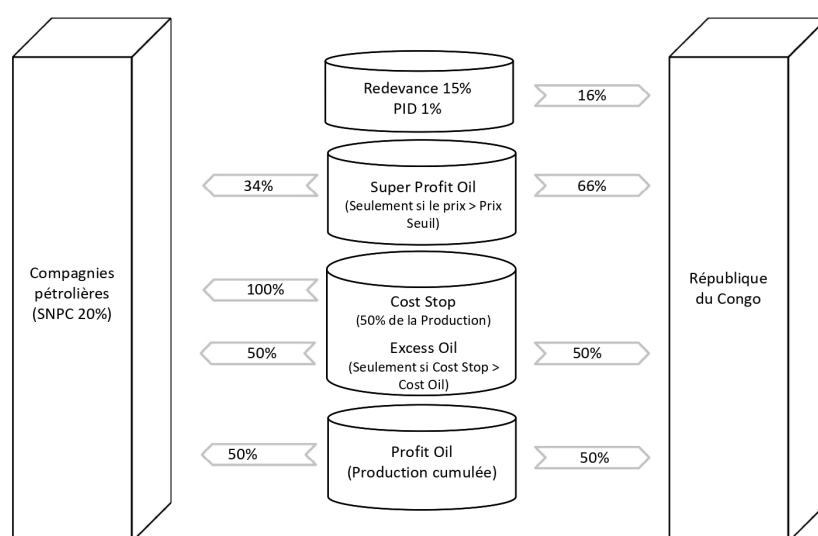 Redevance 15%
PID 1%
16%
34%
Super Profit Oil
(Seulement si le prix > Prix
Seuil)
66%
Compagnies
pétrolières
(SNPC 20%)
100%
Cost Stop
(50% de la Production)
République
du Congo
50%
Excess Oil
(Seulement si Cost Stop >
Cost Oil)
50%
50%
Profit Oil
(Production cumulée)
50%